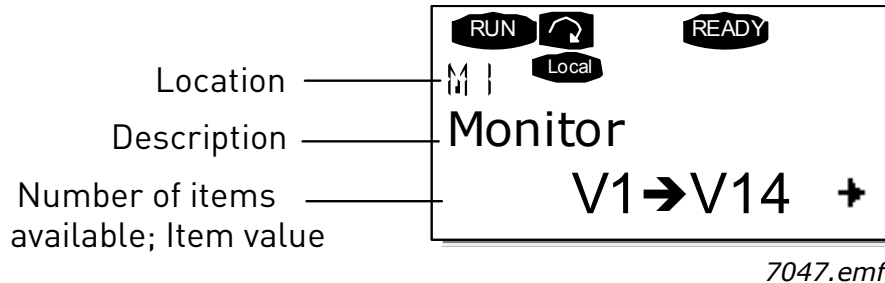 RUN READY
Local
Location M1
Description Monitor
Number of items
available; Item value V1➔V14
7047.emf